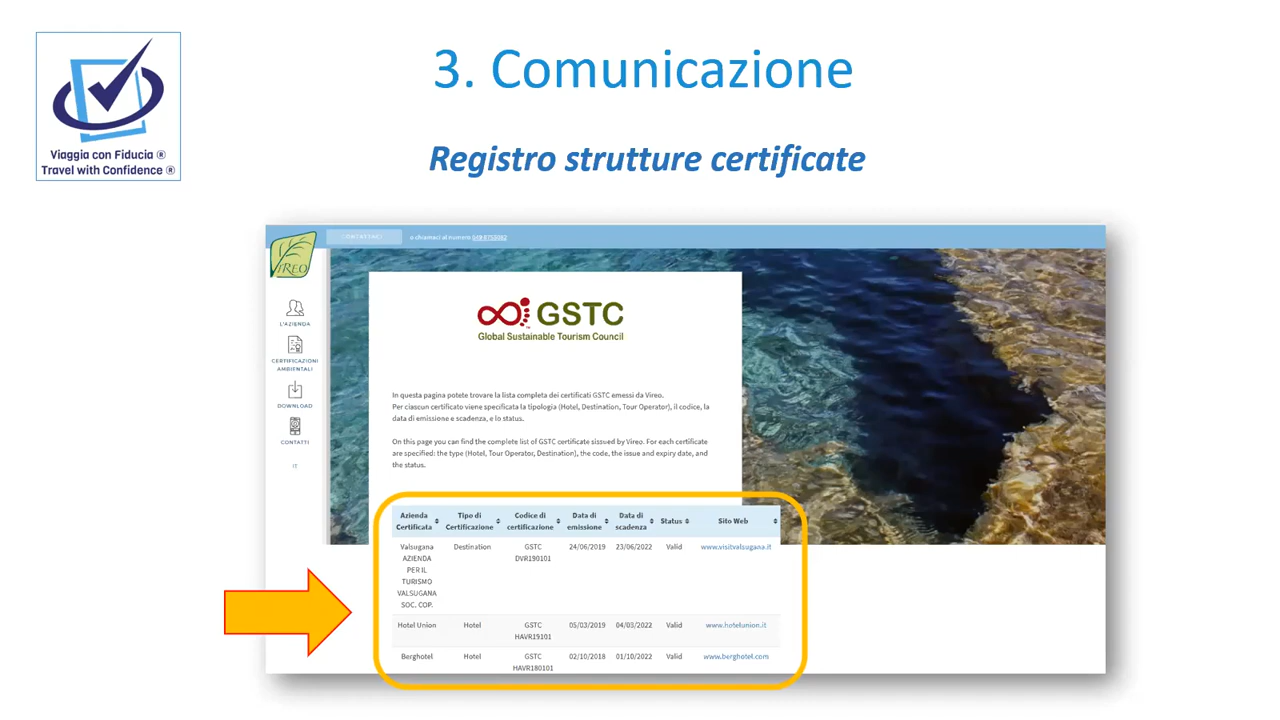 3. Comunicazione
Viaggia con Fiducia ®
Travel with Confidence ®
Registro strutture certificate
CONTATTACI o chiamaci al numero 049 8753092
VIREO
L'AZIENDA
CERTIFICAZIONI
AMBIENTALI
DOWNLOAD
CONTATTI
IT
GSTC
TM
Global Sustainable Tourism Council
In questa pagina potete trovare la lista completa dei certificati GSTC emessi da Vireo.
Per ciascun certificato viene specificata la tipologia (Hotel, Destination, Tour Operator), il codice, la
data di emissione e scadenza, e lo status.
On this page you can find the complete list of GSTC certificate sissued by Vireo. For each certificate
are specified: the type (Hotel, Tour Operator, Destination), the code, the issue and expiry date, and
the status.
Azienda Tipo di Codice di Data di Data di Status Sito Web
Certificata Certificazione certificazione emissione scadenza
Valsugana Destination GSTC 24/06/2019 23/06/2022 Valid www.visitvalsugana.it
AZIENDA DVR190101
PER IL
TURISMO
VALSUGANA
SOC. COP.
Hotel Union Hotel GSTC 05/03/2019 04/03/2022 Valid www.hotelunion.it
HAVR19101
Berghotel Hotel GSTC 02/10/2018 01/10/2022 Valid www.berghotel.com
HAVR180101